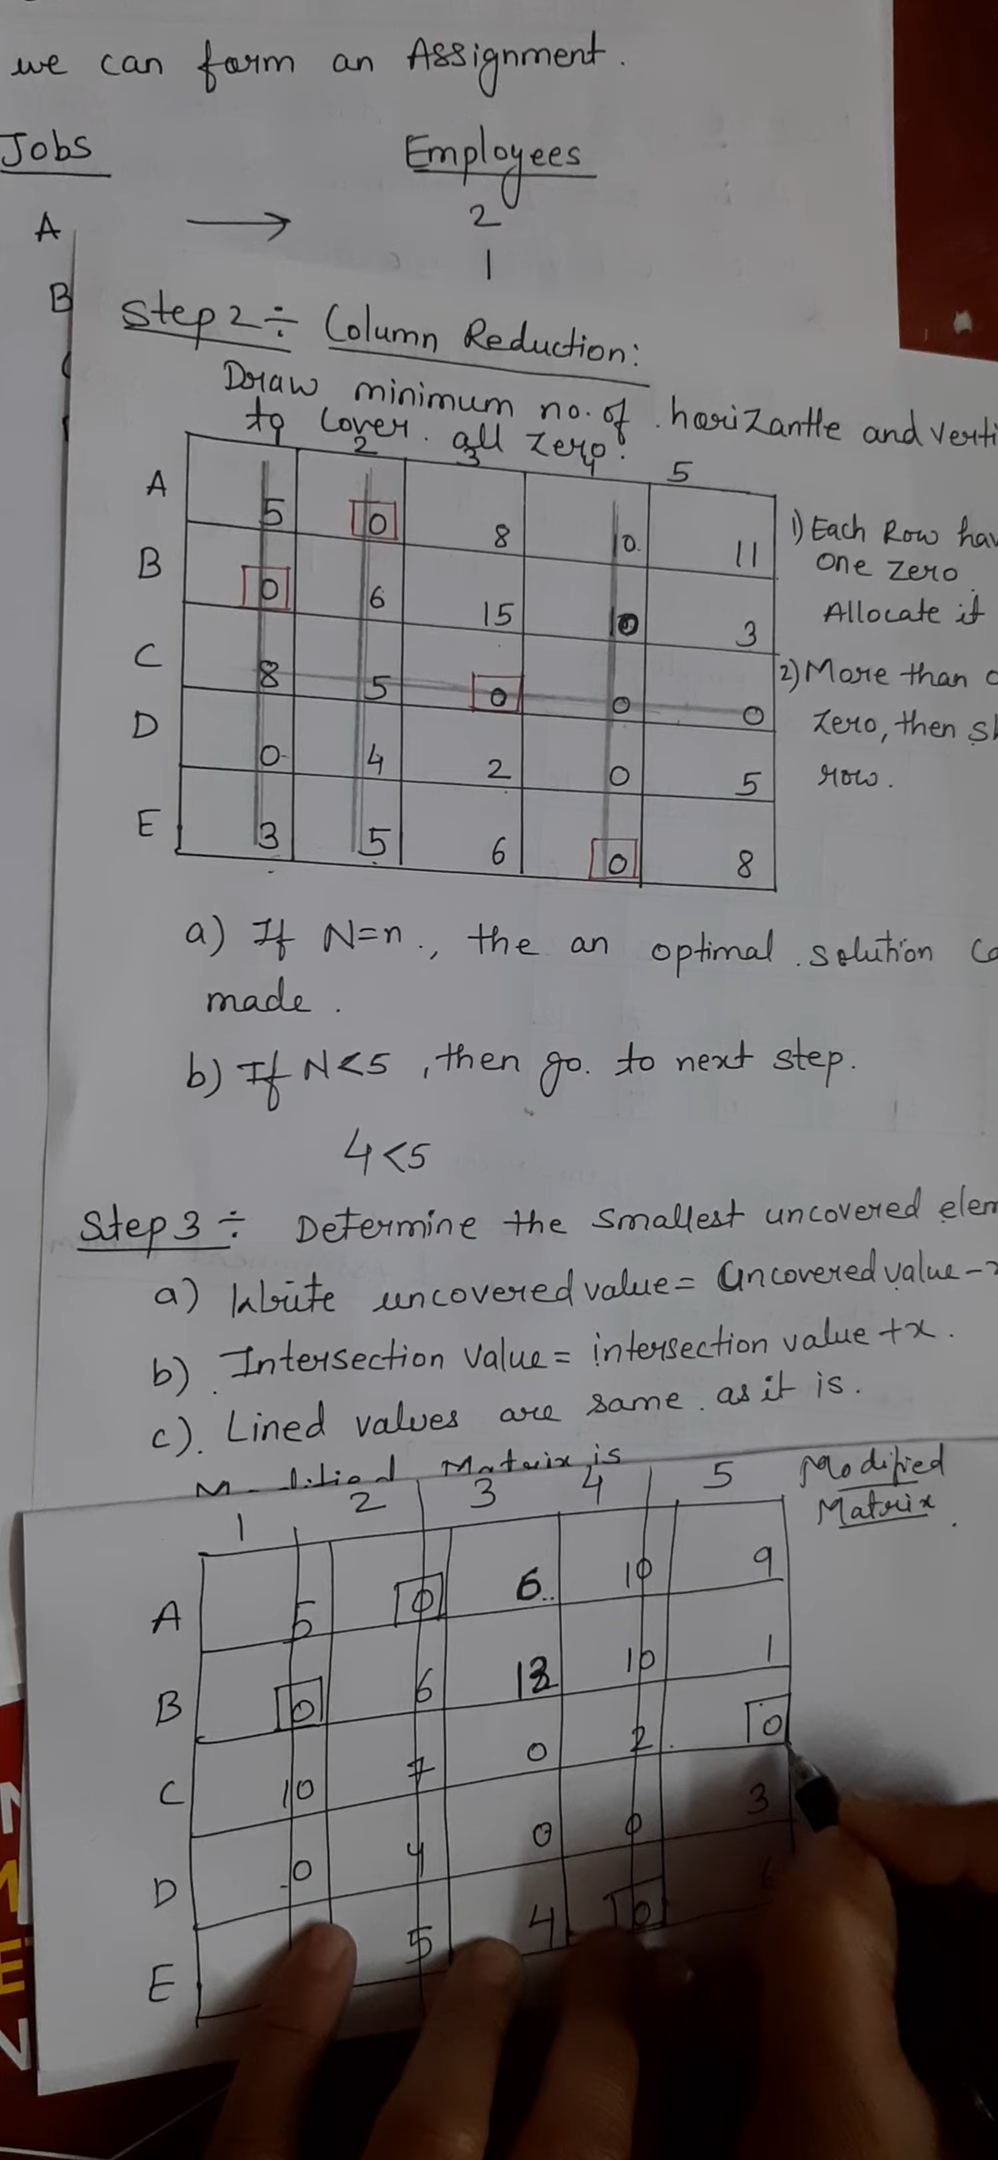 we can form an Assignment.
Jobs Employees
A → 2
B 1
Step 2 ÷ Column Reduction:
Draw minimum no. of horizantle and verti
to cover all zero.
2 3 4 5
A 5 0 8 10 11
B 0 6 15 10 3
C 8 5 0 0 0
D 0 4 2 0 5
E 3 5 6 0 8
1) Each Row hav
one zero
Allocate it
2) More than o
zero, then sk
row.
a) If N=n., the an optimal solution ca
made.
b) If N<5, then go. to next step.
4<5
Step 3 ÷ Determine the smallest uncovered elem
a) Write uncovered value = Uncovered value - x
b) Intersection value = intersection value + x.
c). Lined values are same as it is.
Matrix is
Modified
Matrix.
1 2 3 4 5
A 5 0 6 10 9
B 0 6 10 1
C 10 7 0 2 0
D 0 4 0 0 3
E 5 4 0